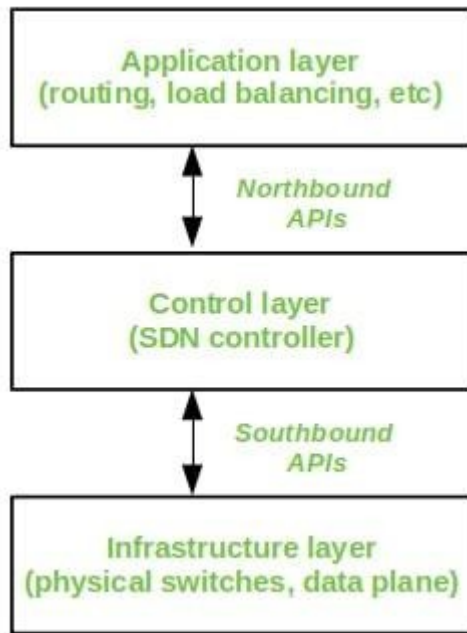 Application layer
(routing, load balancing, etc)
Northbound
APIs
Control layer
(SDN controller)
Southbound
APIs
Infrastructure layer
(physical switches, data plane)